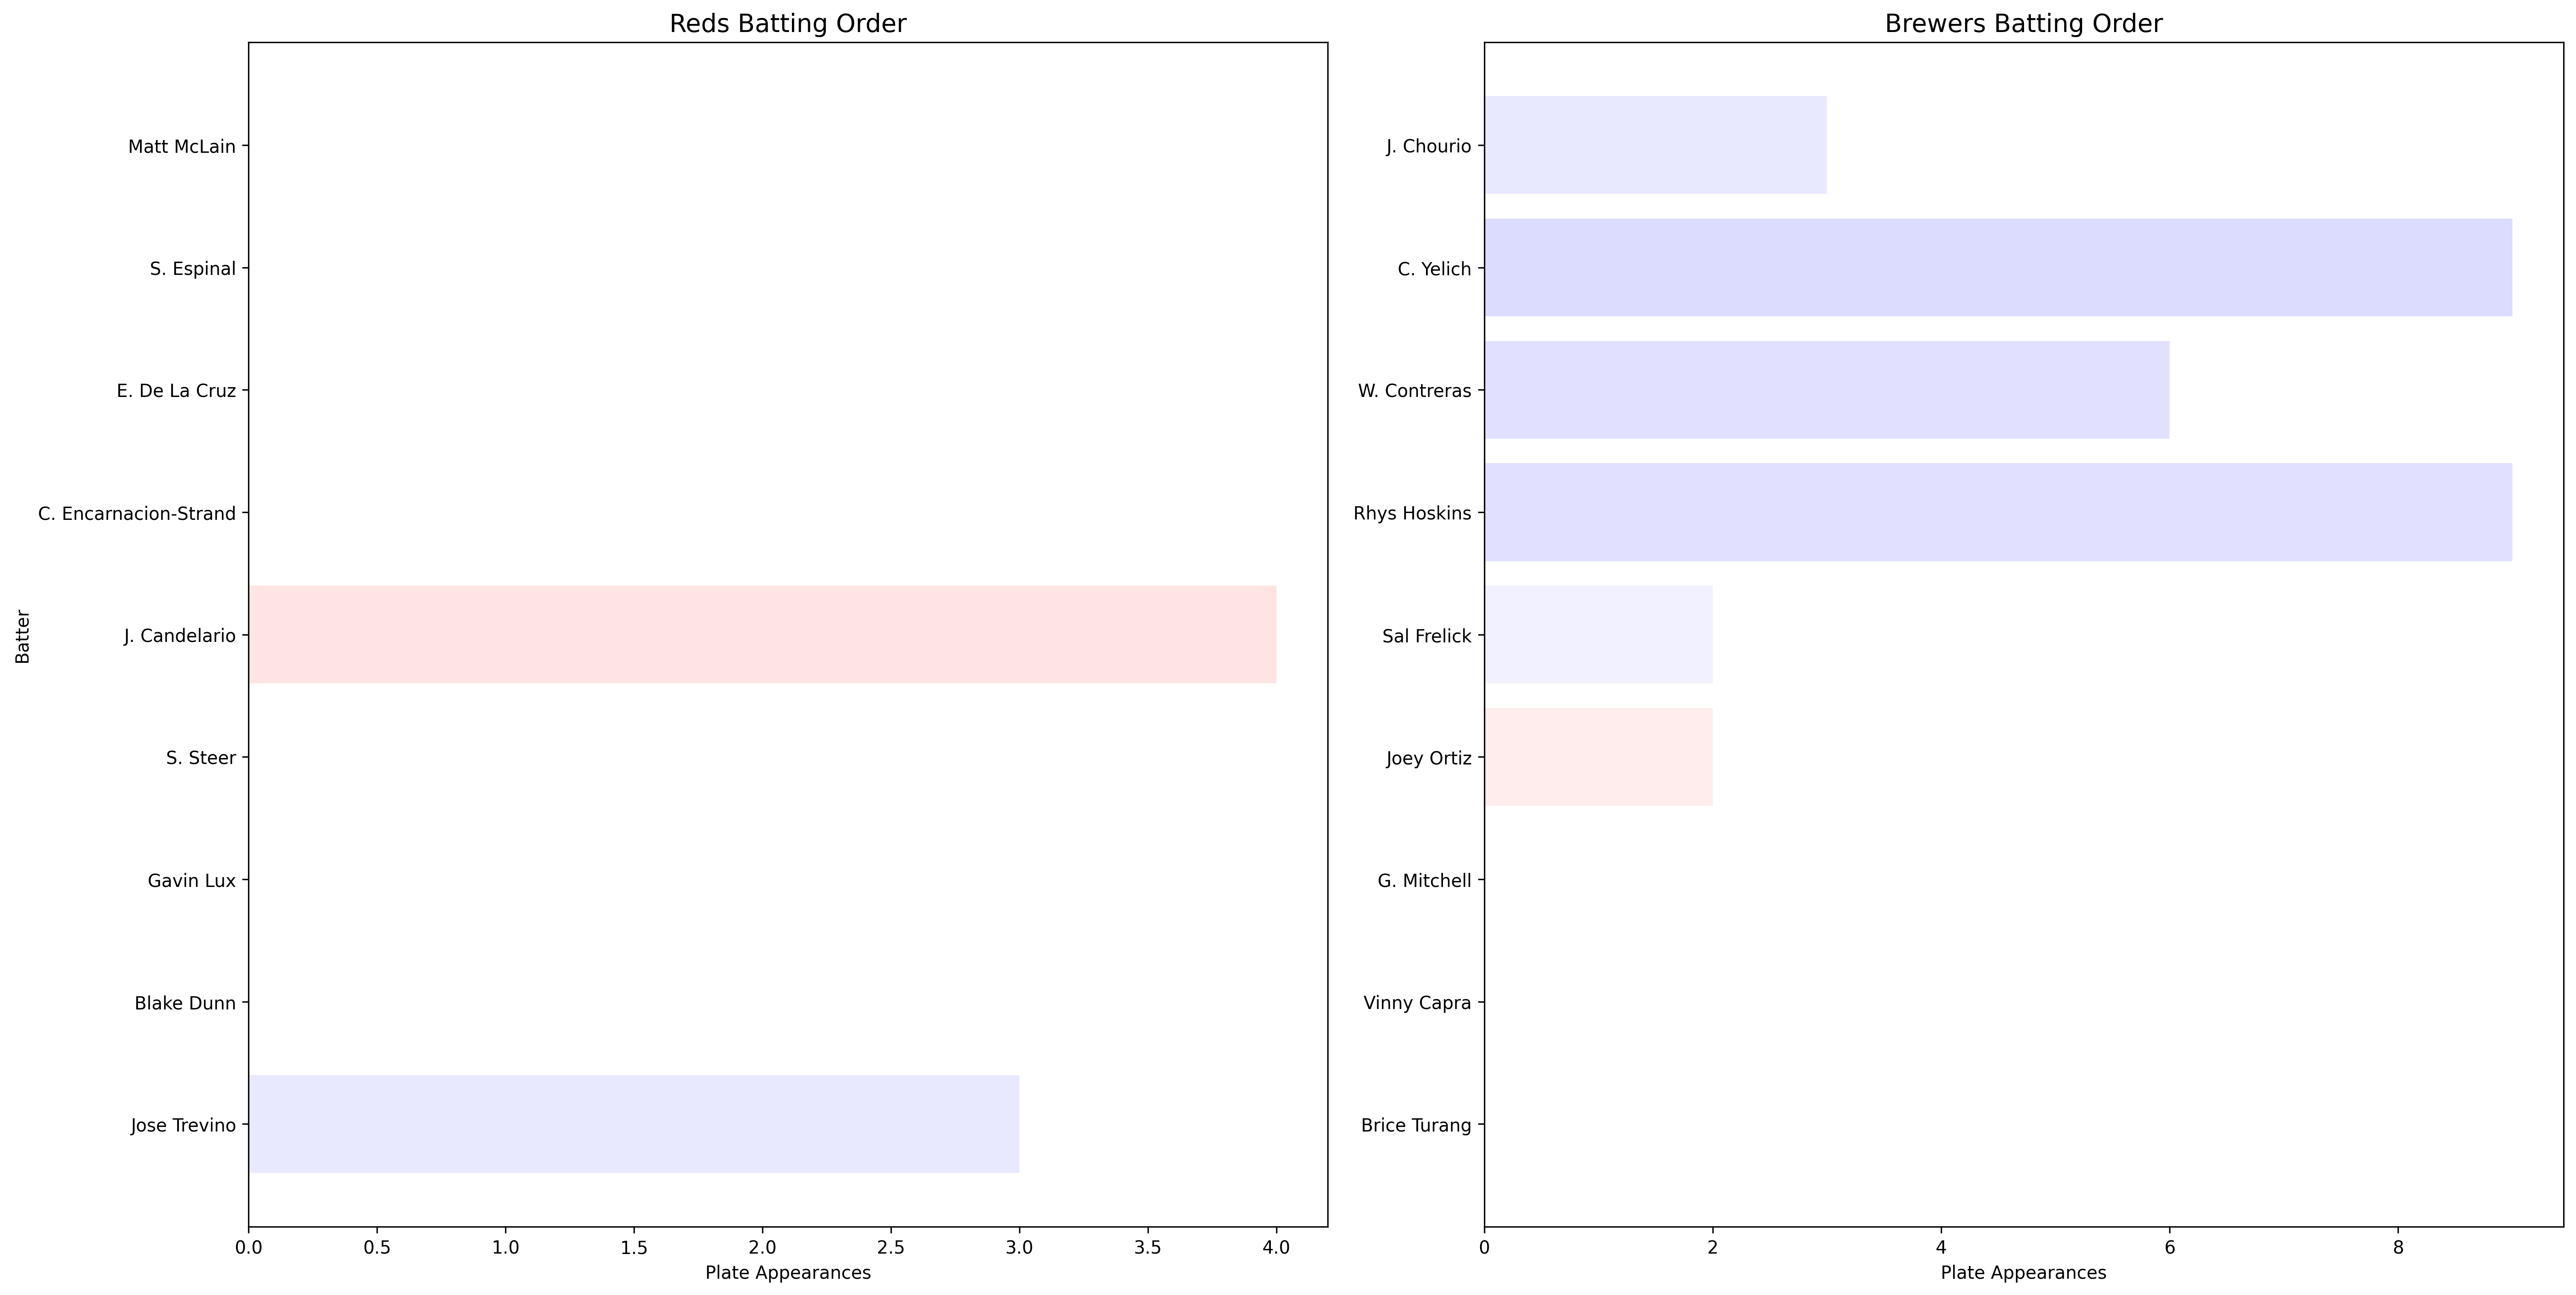 Reds Batting Order
Matt McLain
S. Espinal
E. De La Cruz
C. Encarnacion-Strand
J. Candelario
S. Steer
Gavin Lux
Blake Dunn
Jose Trevino
Batter
0.0 0.5 1.0 1.5 2.0 2.5 3.0 3.5 4.0
Plate Appearances
Brewers Batting Order
J. Chourio
C. Yelich
W. Contreras
Rhys Hoskins
Sal Frelick
Joey Ortiz
G. Mitchell
Vinny Capra
Brice Turang
0 2 4 6 8
Plate Appearances